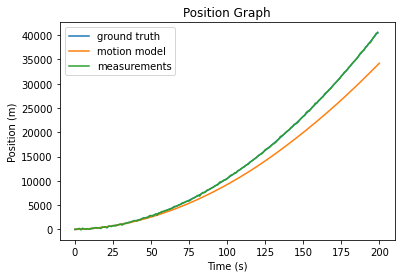 Position Graph
ground truth
motion model
measurements
Position (m)
40000
35000
30000
25000
20000
15000
10000
5000
0
0 25 50 75 100 125 150 175 200
Time (s)